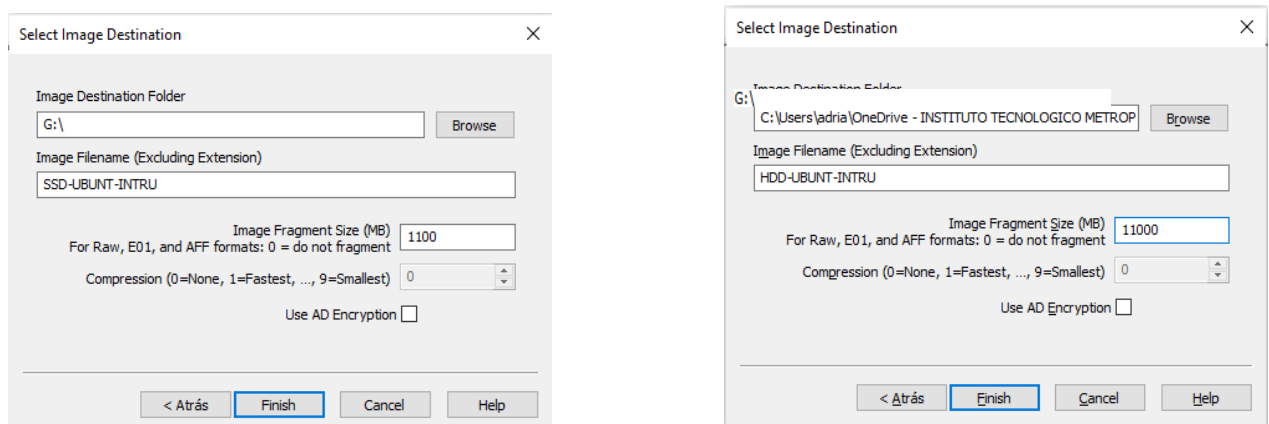 Select Image Destination
Image Destination Folder
G:\
Browse
Image Filename (Excluding Extension)
SSD-UBUNT-INTRU
Image Fragment Size (MB)
For Raw, E01, and AFF formats: 0 = do not fragment
1100
Compression (0=None, 1=Fastest, ..., 9=Smallest)
0
Use AD Encryption
< Atrás
Finish
Cancel
Help
Select Image Destination
Image Destination Folder
G:\
C:\Users\adria\OneDrive - INSTITUTO TECNOLOGICO METROP
Browse
Image Filename (Excluding Extension)
HDD-UBUNT-INTRU
Image Fragment Size (MB)
For Raw, E01, and AFF formats: 0 = do not fragment
11000
Compression (0=None, 1=Fastest, ..., 9=Smallest)
0
Use AD Encryption
< Atrás
Finish
Cancel
Help